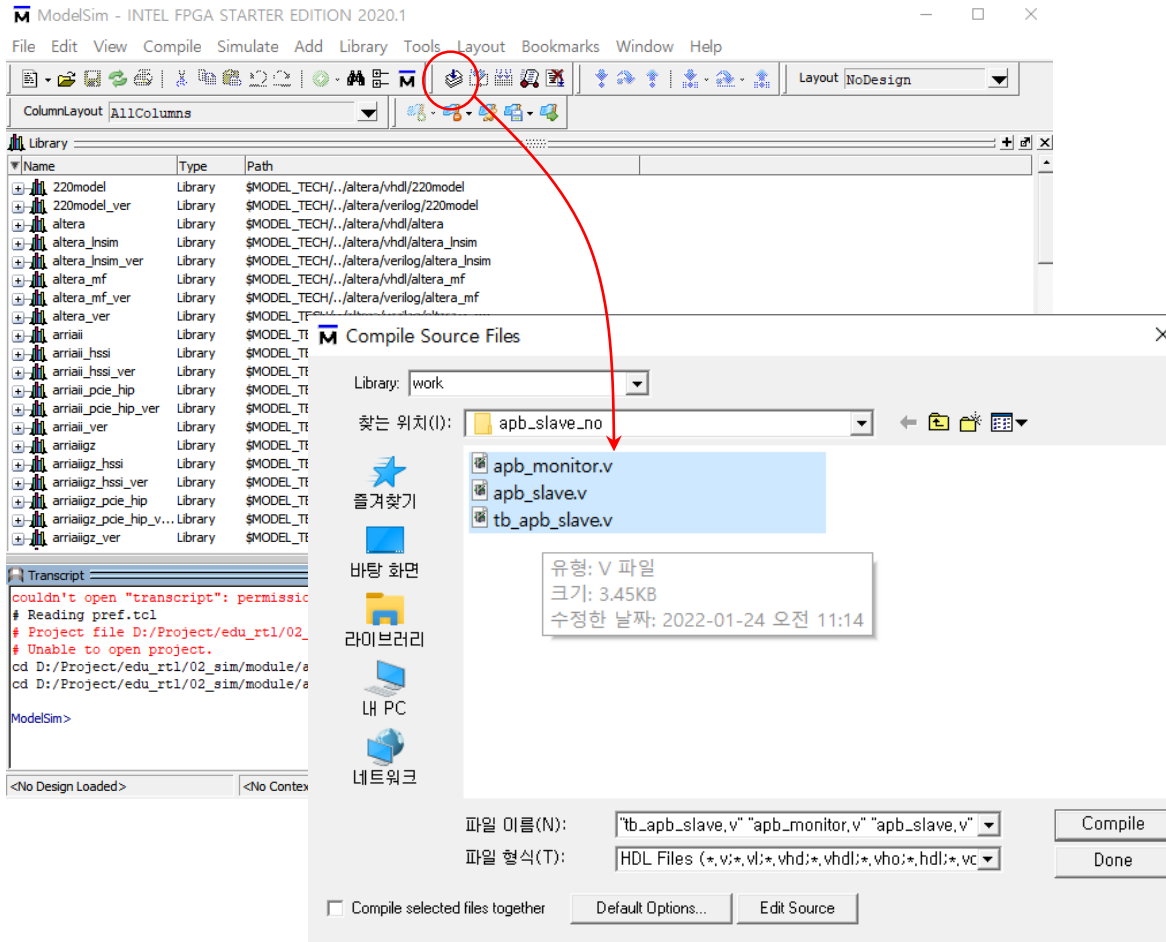 ModelSim - INTEL FPGA STARTER EDITION 2020.1
File Edit View Compile Simulate Add Library Tools Layout Bookmarks Window Help
Layout NoDesign
ColumnLayout AllColumns
Library
Name Type Path
220model Library $MODEL_TECH/../altera/vhdl/220model
220model_ver Library $MODEL_TECH/../altera/verilog/220model
altera Library $MODEL_TECH/../altera/vhdl/altera
altera_lnsim Library $MODEL_TECH/../altera/vhdl/altera_lnsim
altera_lnsim_ver Library $MODEL_TECH/../altera/verilog/altera_lnsim
altera_mf Library $MODEL_TECH/../altera/vhdl/altera_mf
altera_mf_ver Library $MODEL_TECH/../altera/verilog/altera_mf
altera_ver Library
arriaii Library $MODEL_TE
arriaii_hssi Library $MODEL_TE
arriaii_hssi_ver Library $MODEL_TE
arriaii_pcie_hip Library $MODEL_TE
arriaii_pcie_hip_ver Library $MODEL_TE
arriaii_ver Library $MODEL_TE
arriaiigz Library $MODEL_TE
arriaiigz_hssi Library $MODEL_TE
arriaiigz_hssi_ver Library $MODEL_TE
arriaiigz_pcie_hip Library $MODEL_TE
arriaiigz_pcie_hip_v... Library $MODEL_TE
arriaiigz_ver Library $MODEL_TE
Transcript
couldn't open "transcript": permissic
# Reading pref.tcl
# Project file D:/Project/edu_rtl/02_
# Unable to open project.
cd D:/Project/edu_rtl/02_sim/module/a
cd D:/Project/edu_rtl/02_sim/module/a
ModelSim>
<No Design Loaded> <No Contex
Compile Source Files
Library: work
찾는 위치(I): apb_slave_no
즐겨찾기
바탕 화면
라이브러리
내 PC
네트워크
apb_monitor.v
apb_slave.v
tb_apb_slave.v
유형: V 파일
크기: 3.45KB
수정한 날짜: 2022-01-24 오전 11:14
파일 이름(N): "tb_apb_slave.v" "apb_monitor.v" "apb_slave.v" Compile
파일 형식(T): HDL Files (*.v;*.vl;*.vhd;*.vhdl;*.vho;*.hdl;*.vc Done
Compile selected files together Default Options... Edit Source